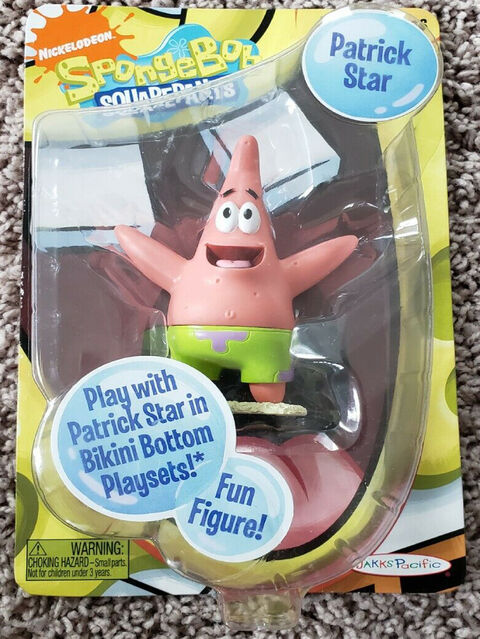 NICKELODEON
SPONGEBOB
SQUAREPANTS
Patrick
Star
Play with
Patrick Star in
Bikini Bottom
Playsets!*
Fun
Figure!
WARNING:
CHOKING HAZARD–Small parts.
Not for children under 3 years.
JAKKS Pacific